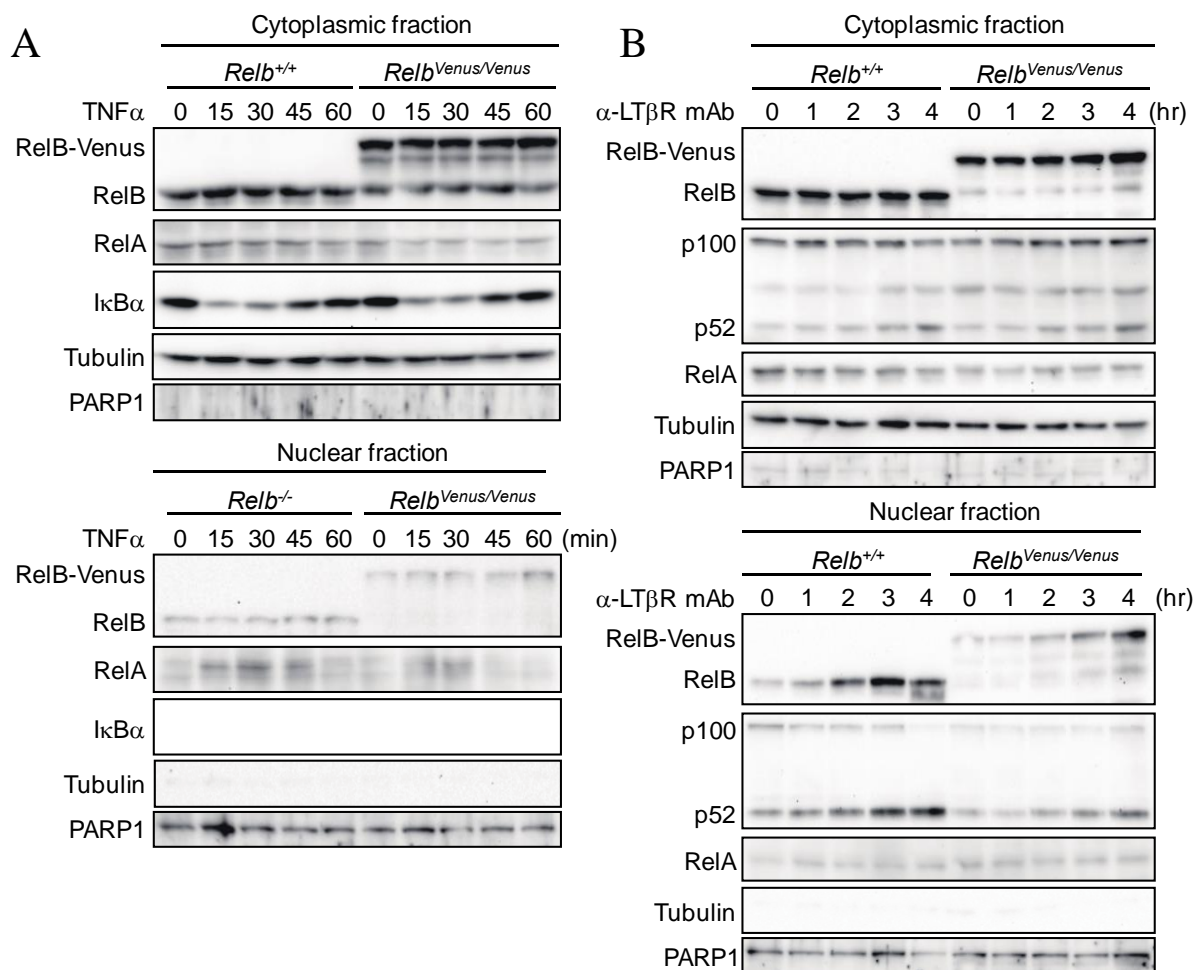 A
Cytoplasmic fraction
Relb+/+ RelbVenus/Venus
TNFα 0 15 30 45 60 0 15 30 45 60
RelB-Venus
RelB
RelA
IκBα
Tubulin
PARP1
Nuclear fraction
Relb-/- RelbVenus/Venus
TNFα 0 15 30 45 60 0 15 30 45 60 (min)
RelB-Venus
RelB
RelA
IκBα
Tubulin
PARP1
B
Cytoplasmic fraction
Relb+/+ RelbVenus/Venus
α-LTβR mAb 0 1 2 3 4 0 1 2 3 4 (hr)
RelB-Venus
RelB
p100
p52
RelA
Tubulin
PARP1
Nuclear fraction
Relb+/+ RelbVenus/Venus
α-LTβR mAb 0 1 2 3 4 0 1 2 3 4 (hr)
RelB-Venus
RelB
p100
p52
RelA
Tubulin
PARP1